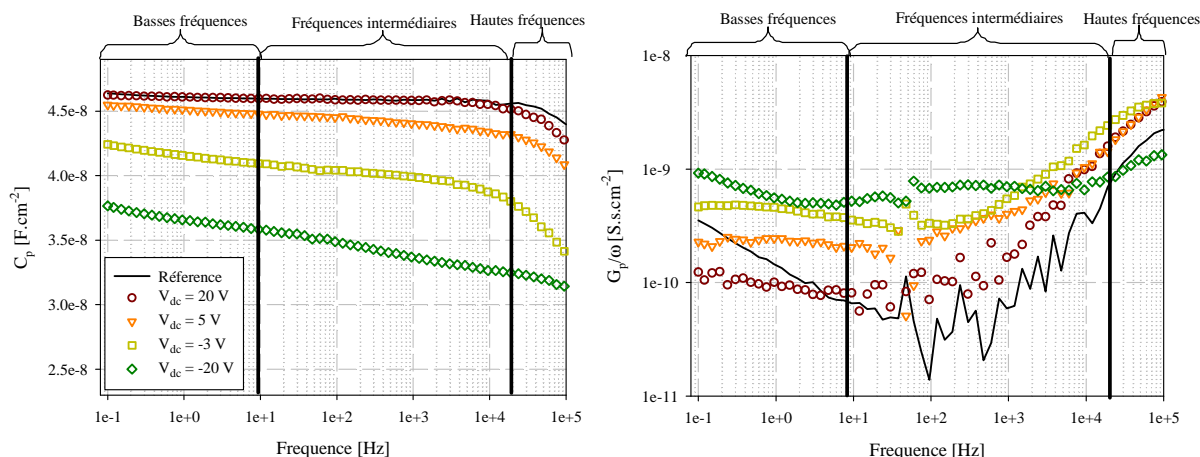 Basses fréquences
Fréquences intermédiaires
Hautes fréquences
4.5e-8
4.0e-8
3.5e-8
3.0e-8
2.5e-8
C_p [F.cm^-2]
Réference
V_dc = 20 V
V_dc = 5 V
V_dc = -3 V
V_dc = -20 V
1e-1 1e+0 1e+1 1e+2 1e+3 1e+4 1e+5
Frequence [Hz]
Basses fréquences
Fréquences intermédiaires
Hautes fréquences
1e-8
1e-9
1e-10
1e-11
G_p/ω [S.s.cm^-2]
1e-1 1e+0 1e+1 1e+2 1e+3 1e+4 1e+5
Frequence [Hz]